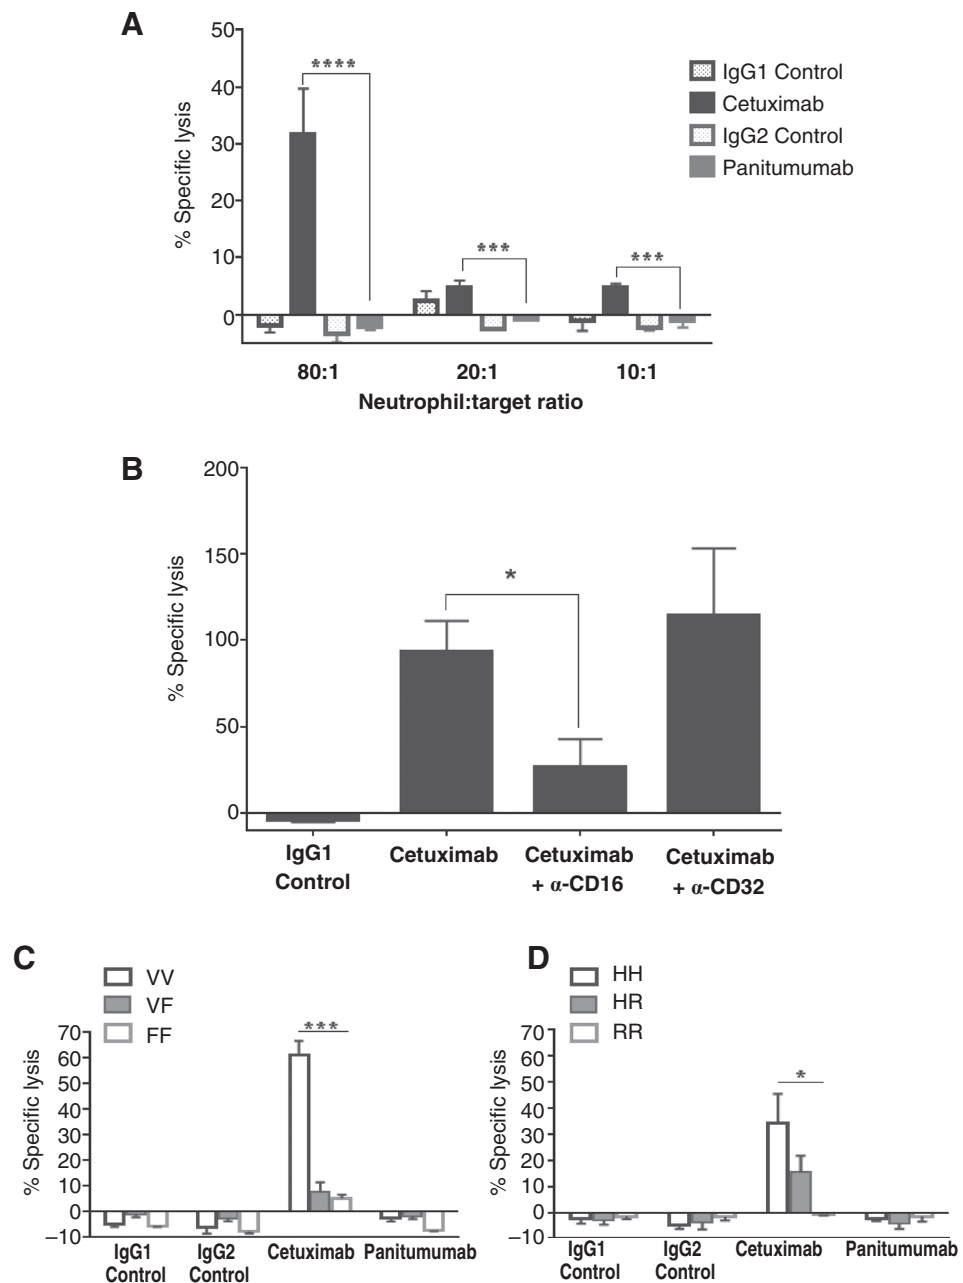 A
50
40
30
20
10
0
% Specific lysis
****
***
***
IgG1 Control
Cetuximab
IgG2 Control
Panitumumab
80:1 20:1 10:1
Neutrophil:target ratio
B
200
150
100
50
0
% Specific lysis
*
IgG1 Control
Cetuximab
Cetuximab + α-CD16
Cetuximab + α-CD32
C
VV
VF
FF
70
60
50
40
30
20
10
0
–10
% Specific lysis
***
IgG1 Control
IgG2 Control
Cetuximab
Panitumumab
D
HH
HR
RR
70
60
50
40
30
20
10
0
–10
% Specific lysis
*
IgG1 Control
IgG2 Control
Cetuximab
Panitumumab